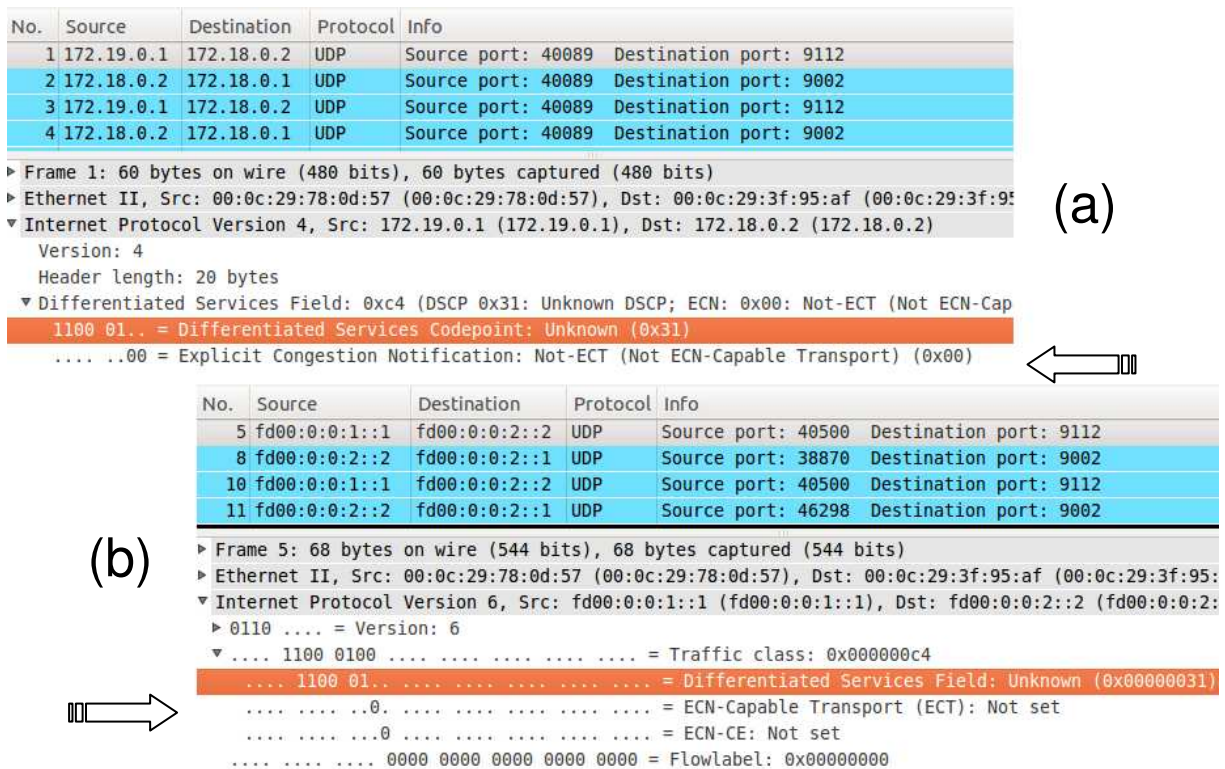 No. Source Destination Protocol Info
1 172.19.0.1 172.18.0.2 UDP Source port: 40089 Destination port: 9112
2 172.18.0.2 172.18.0.1 UDP Source port: 40089 Destination port: 9002
3 172.19.0.1 172.18.0.2 UDP Source port: 40089 Destination port: 9112
4 172.18.0.2 172.18.0.1 UDP Source port: 40089 Destination port: 9002
Frame 1: 60 bytes on wire (480 bits), 60 bytes captured (480 bits)
Ethernet II, Src: 00:0c:29:78:0d:57 (00:0c:29:78:0d:57), Dst: 00:0c:29:3f:95:af (00:0c:29:3f:95
Internet Protocol Version 4, Src: 172.19.0.1 (172.19.0.1), Dst: 172.18.0.2 (172.18.0.2)
Version: 4
Header length: 20 bytes
Differentiated Services Field: 0xc4 (DSCP 0x31: Unknown DSCP; ECN: 0x00: Not-ECT (Not ECN-Cap
1100 01.. = Differentiated Services Codepoint: Unknown (0x31)
.... ..00 = Explicit Congestion Notification: Not-ECT (Not ECN-Capable Transport) (0x00)
(a)
No. Source Destination Protocol Info
5 fd00:0:0:1::1 fd00:0:0:2::2 UDP Source port: 40500 Destination port: 9112
8 fd00:0:0:2::2 fd00:0:0:2::1 UDP Source port: 38870 Destination port: 9002
10 fd00:0:0:1::1 fd00:0:0:2::2 UDP Source port: 40500 Destination port: 9112
11 fd00:0:0:2::2 fd00:0:0:2::1 UDP Source port: 46298 Destination port: 9002
(b)
Frame 5: 68 bytes on wire (544 bits), 68 bytes captured (544 bits)
Ethernet II, Src: 00:0c:29:78:0d:57 (00:0c:29:78:0d:57), Dst: 00:0c:29:3f:95:af (00:0c:29:3f:95:
Internet Protocol Version 6, Src: fd00:0:0:1::1 (fd00:0:0:1::1), Dst: fd00:0:0:2::2 (fd00:0:0:2:
0110 .... = Version: 6
.... 1100 0100 .... .... .... .... .... = Traffic class: 0x000000c4
.... 1100 01.. .... .... .... .... .... = Differentiated Services Field: Unknown (0x00000031)
.... .... ..0. .... .... .... .... .... = ECN-Capable Transport (ECT): Not set
.... .... ...0 .... .... .... .... .... = ECN-CE: Not set
.... .... .... 0000 0000 0000 0000 0000 = Flowlabel: 0x00000000